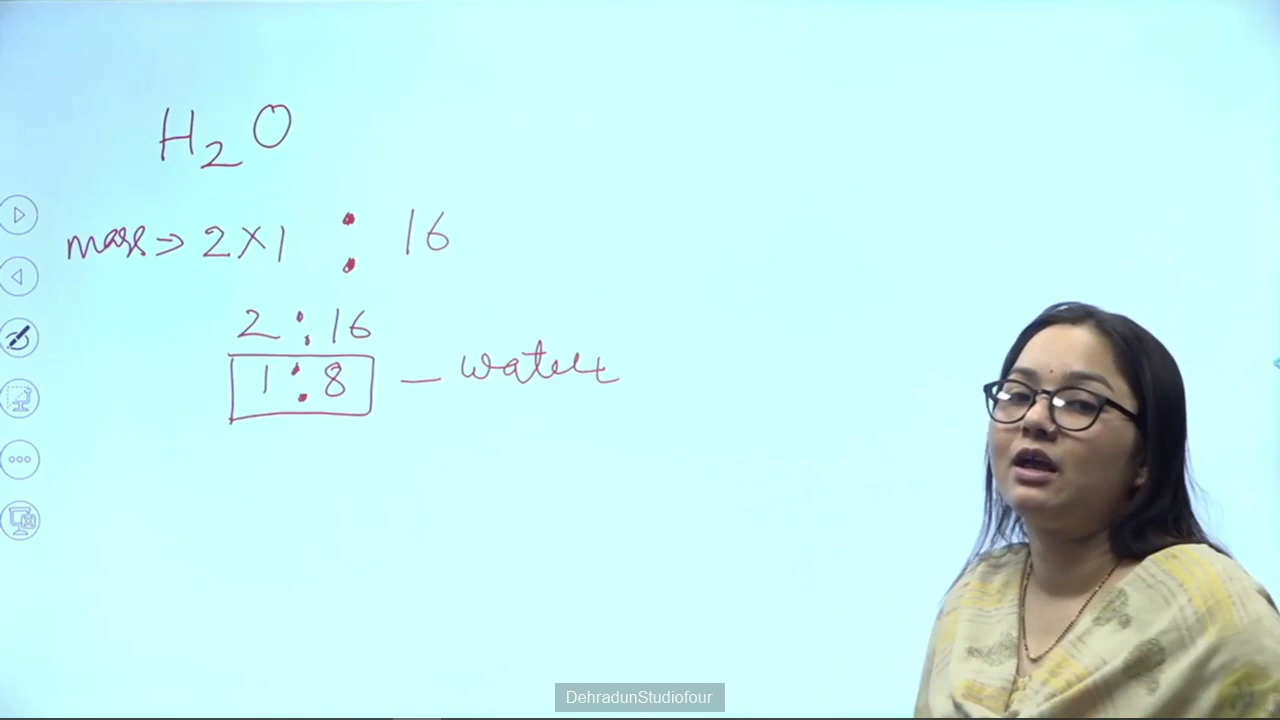 H₂O
mass → 2×1 : 16
2 : 16
1 : 8 — water
DehradunStudiofour